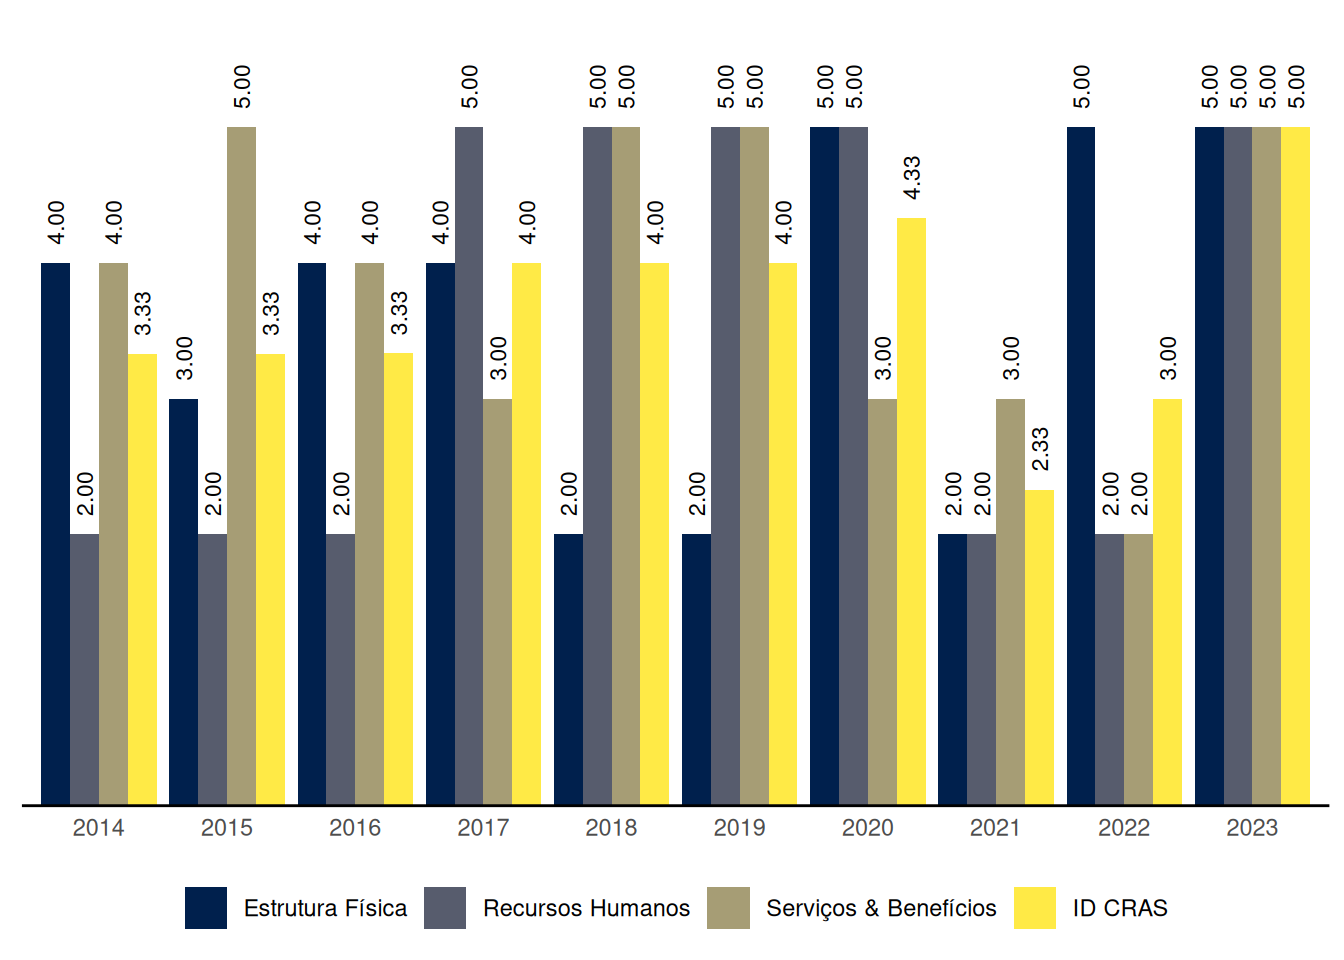 4.00 2.00 4.00 3.33
3.00 2.00 5.00 3.33
4.00 2.00 4.00 3.33
4.00 5.00 3.00 4.00
2.00 5.00 5.00 4.00
2.00 5.00 5.00 4.00
5.00 5.00 3.00 4.33
2.00 2.00 3.00 2.33
5.00 2.00 2.00 3.00
5.00 5.00 5.00 5.00
2014 2015 2016 2017 2018 2019 2020 2021 2022 2023
Estrutura Física Recursos Humanos Serviços & Benefícios ID CRAS